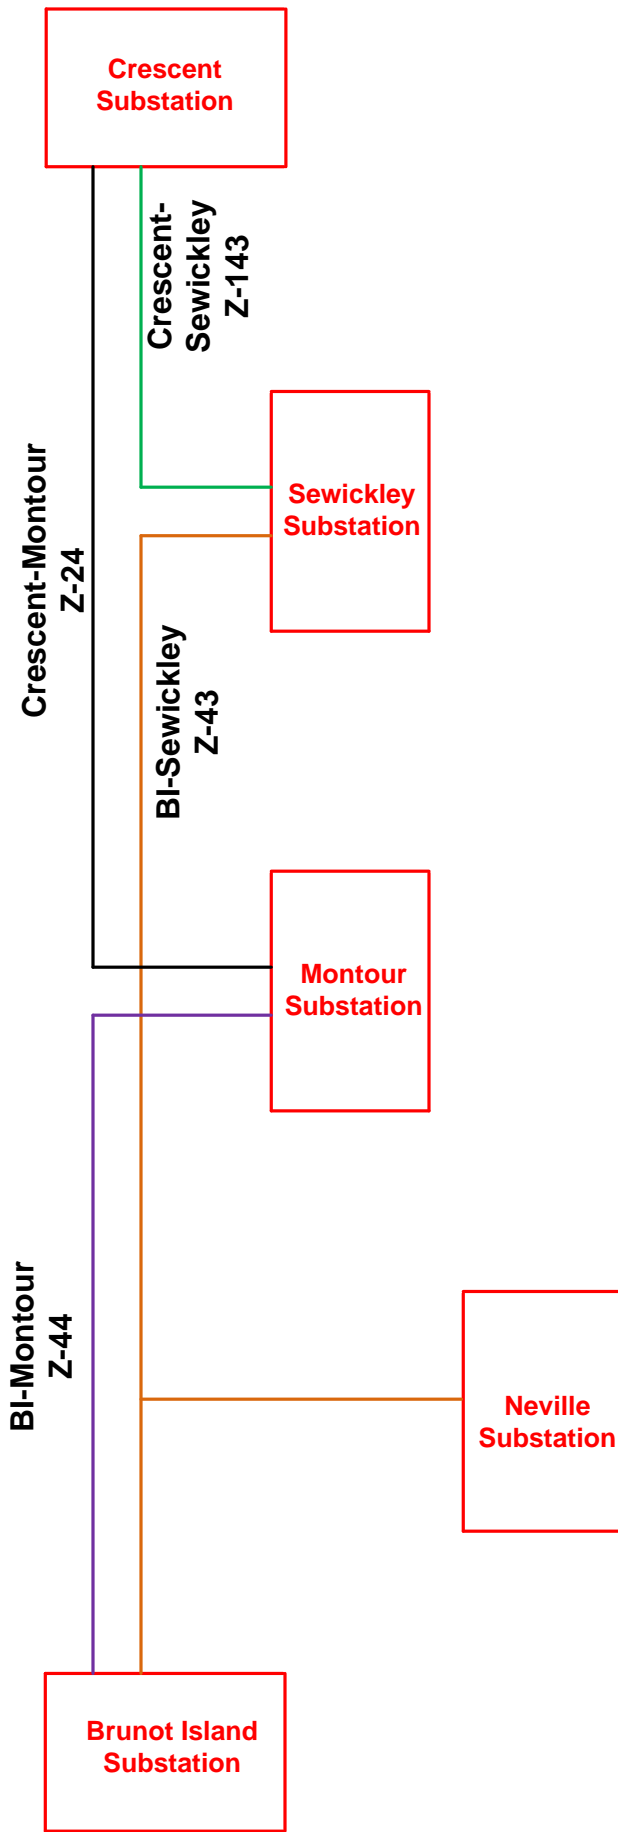 Crescent
Substation
Crescent-
Sewickley
Z-143
Crescent-Montour
Z-24
Sewickley
Substation
BI-Sewickley
Z-43
Montour
Substation
BI-Montour
Z-44
Neville
Substation
Brunot Island
Substation